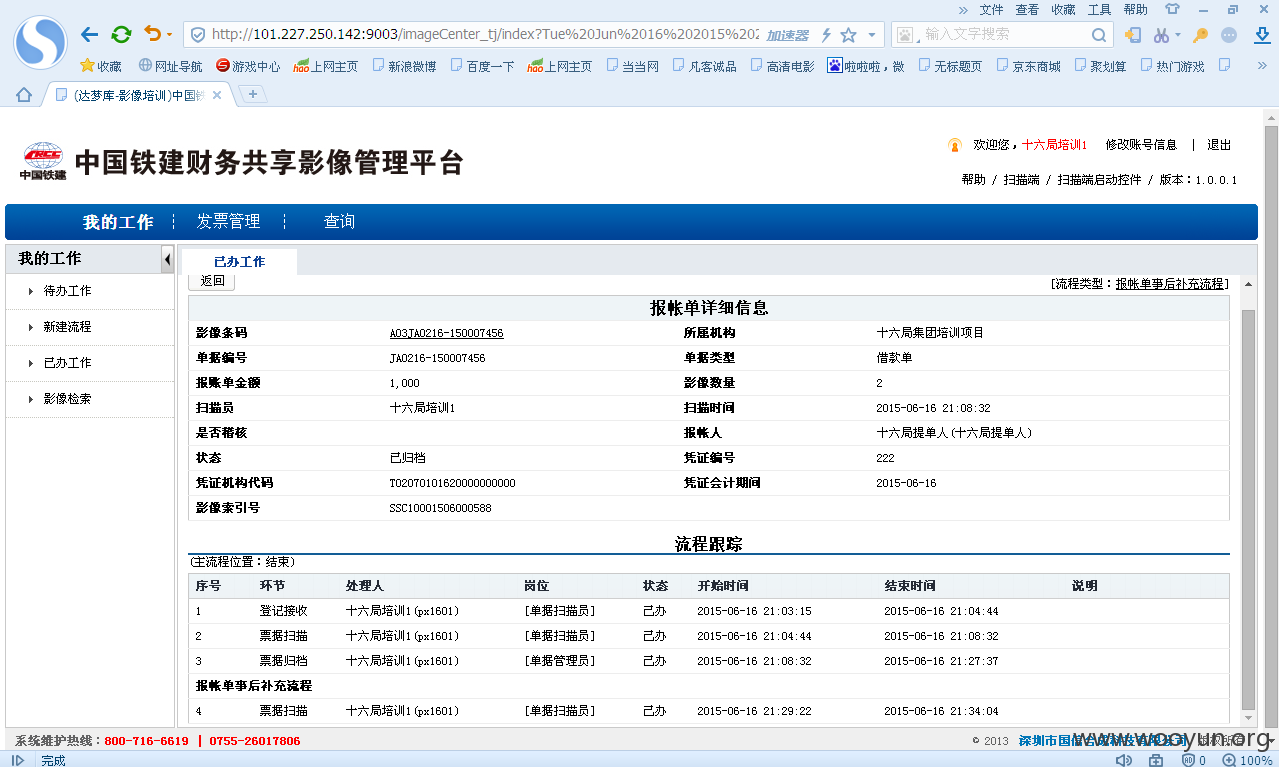 » 文件 查看 收藏 工具 帮助
http://101.227.250.142:9003/imageCenter_tj/index?Tue%20Jun%2016%202015%202 加速器
输入文字搜索
收藏 网址导航 游戏中心 hao上网主页 新浪微博 百度一下 hao上网主页 当当网 凡客诚品 高清电影 啦啦啦，微 无标题页 京东商城 聚划算 热门游戏 »
(达梦库-影像培训)中国铁
中国铁建
中国铁建财务共享影像管理平台
欢迎您，十六局培训1 修改账号信息 | 退出
帮助 / 扫描端 / 扫描端启动控件 / 版本：1.0.0.1
我的工作 发票管理 查询
我的工作
待办工作
新建流程
已办工作
影像检索
已办工作
返回
[流程类型：报帐单事后补充流程]
报帐单详细信息
影像条码 A03JA0216-150007456 所属机构 十六局集团培训项目
单据编号 JA0216-150007456 单据类型 借款单
报账单金额 1,000 影像数量 2
扫描员 十六局培训1 扫描时间 2015-06-16 21:08:32
是否稽核 报帐人 十六局提单人(十六局提单人)
状态 已归档 凭证编号 222
凭证机构代码 T02070101620000000000 凭证会计期间 2015-06-16
影像索引号 SSC10001506000588
流程跟踪
(主流程位置：结束)
序号 环节 处理人 岗位 状态 开始时间 结束时间 说明
1 登记接收 十六局培训1(px1601) [单据扫描员] 已办 2015-06-16 21:03:15 2015-06-16 21:04:44
2 票据扫描 十六局培训1(px1601) [单据扫描员] 已办 2015-06-16 21:04:44 2015-06-16 21:08:32
3 票据归档 十六局培训1(px1601) [单据管理员] 已办 2015-06-16 21:08:32 2015-06-16 21:27:37
报帐单事后补充流程
4 票据扫描 十六局培训1(px1601) [单据扫描员] 已办 2015-06-16 21:29:22 2015-06-16 21:34:04
系统维护热线：800-716-6619 | 0755-26017806
© 2013 深圳市国信合成科技有限公司 版权所有
www.wooyun.org
完成
0 100%